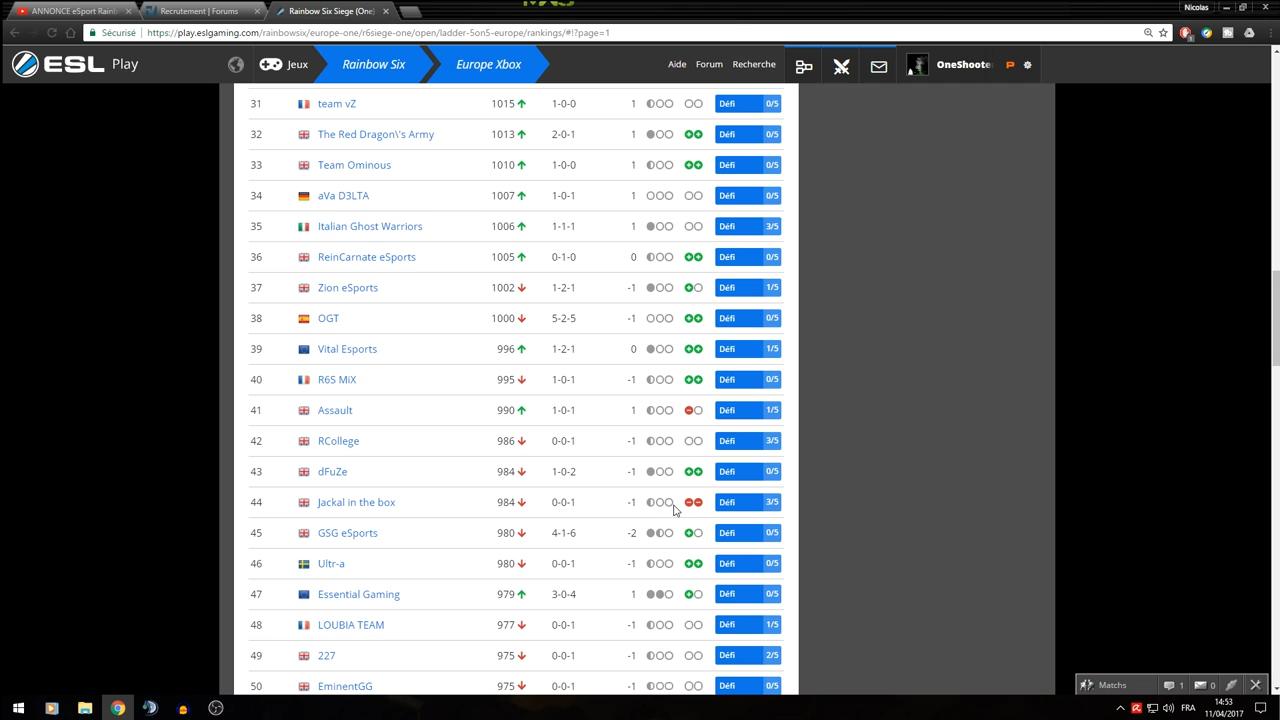 ANNONCE eSport Rainb
Recrutement | Forums
Rainbow Six Siege (One)
Nicolas
Sécurisé https://play.eslgaming.com/rainbowsix/europe-one/r6siege-one/open/ladder-5on5-europe/rankings/#!?page=1
ESL Play
Jeux
Rainbow Six
Europe Xbox
Aide Forum Recherche
OneShoote
31 team vZ 1015 1-0-0 1 Défi 0/5
32 The Red Dragon\'s Army 1013 2-0-1 1 Défi 0/5
33 Team Ominous 1010 1-0-0 1 Défi 0/5
34 aVa D3LTA 1007 1-0-1 1 Défi 0/5
35 Italian Ghost Warriors 1006 1-1-1 1 Défi 3/5
36 ReinCarnate eSports 1005 0-1-0 0 Défi 0/5
37 Zion eSports 1002 1-2-1 -1 Défi 1/5
38 OGT 1000 5-2-5 -1 Défi 0/5
39 Vital Esports 996 1-2-1 0 Défi 1/5
40 R6S MiX 995 1-0-1 -1 Défi 0/5
41 Assault 990 1-0-1 1 Défi 1/5
42 RCollege 986 0-0-1 -1 Défi 3/5
43 dFuZe 984 1-0-2 -1 Défi 0/5
44 Jackal in the box 984 0-0-1 -1 Défi 3/5
45 GSG eSports 980 4-1-6 -2 Défi 0/5
46 Ultr-a 980 0-0-1 -1 Défi 0/5
47 Essential Gaming 979 3-0-4 1 Défi 0/5
48 LOUBIA TEAM 977 0-0-1 -1 Défi 1/5
49 227 975 0-0-1 -1 Défi 2/5
50 EminentGG 975 0-0-1 -1 Défi 0/5
Matchs 1 0
FRA
14:53
11/04/2017